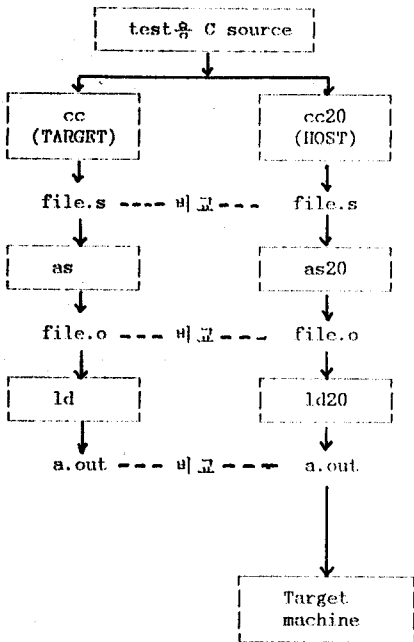 test용 C source
cc cc20
(TARGET) (HOST)
file.s 비교 file.s
as as20
file.o 비교 file.o
ld ld20
a.out 비교 a.out
Target
machine